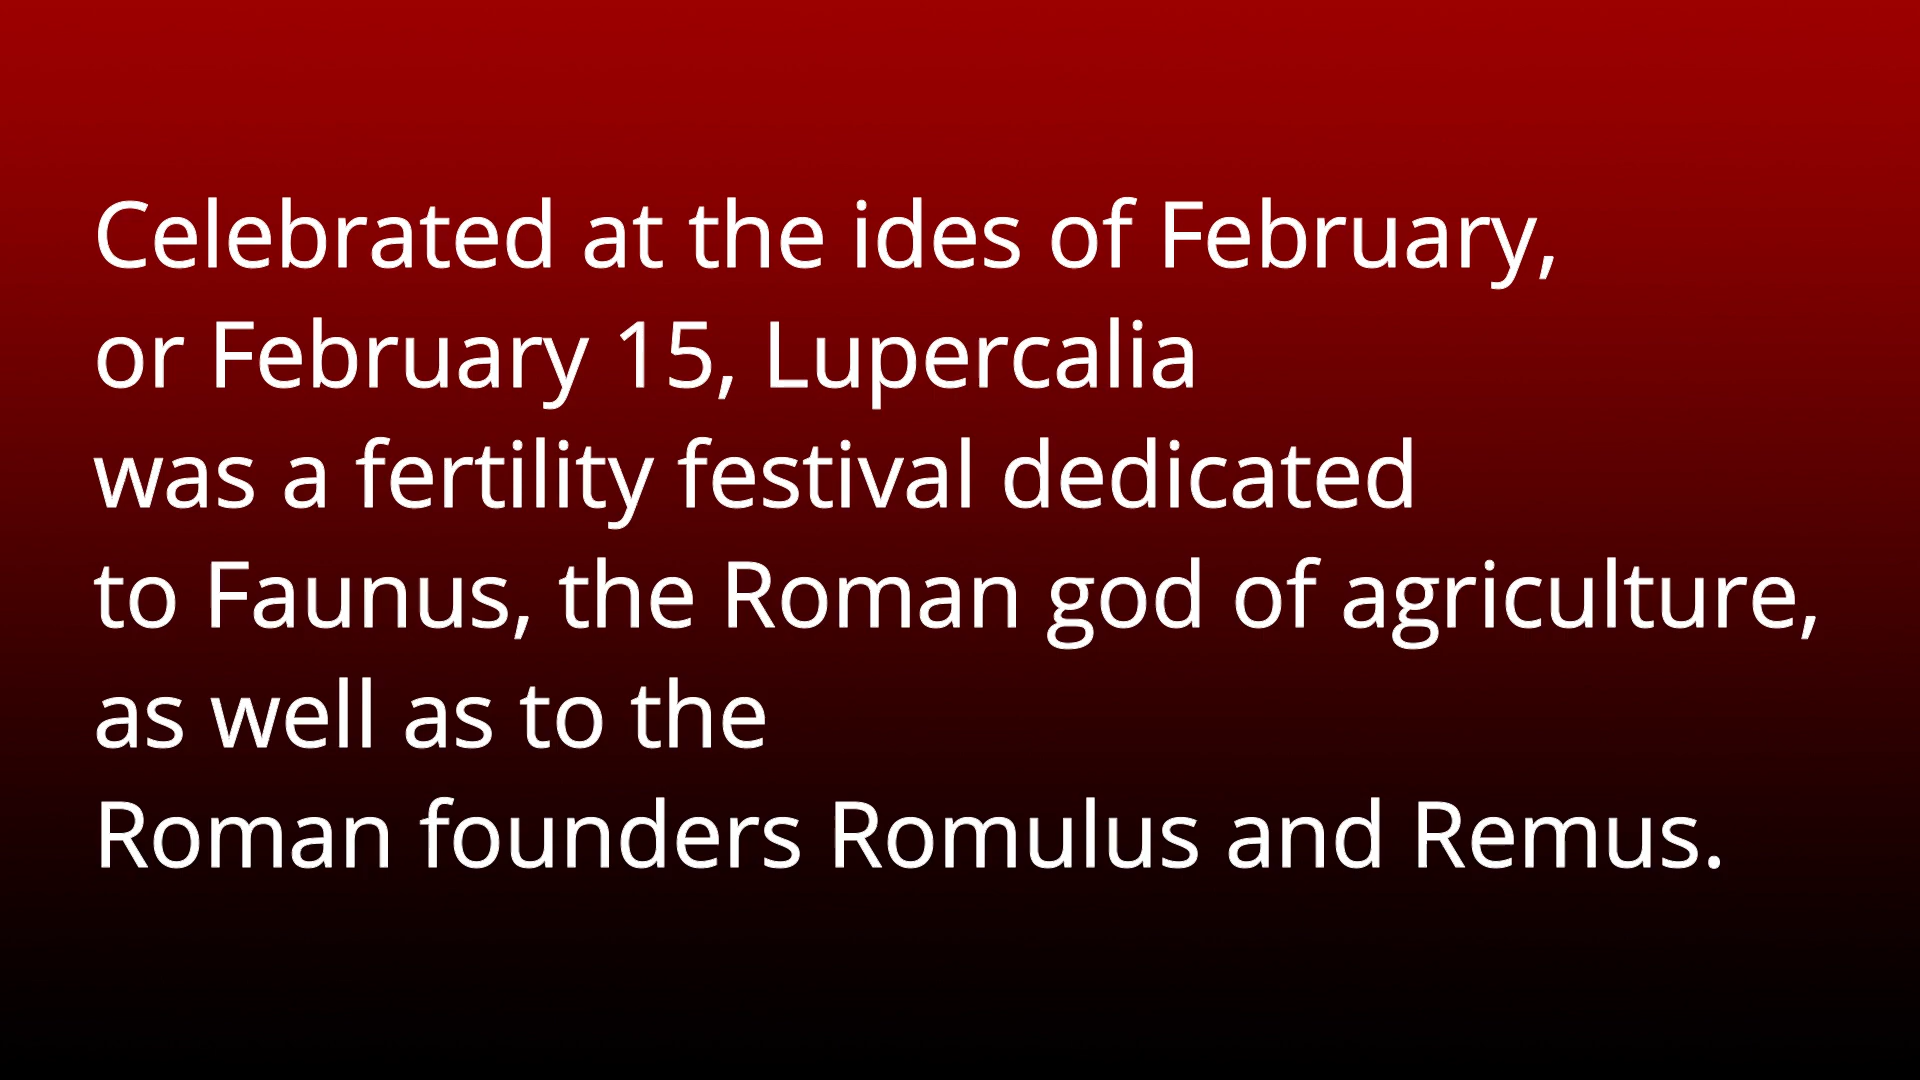 Celebrated at the ides of February,
or February 15, Lupercalia
was a fertility festival dedicated
to Faunus, the Roman god of agriculture,
as well as to the
Roman founders Romulus and Remus.